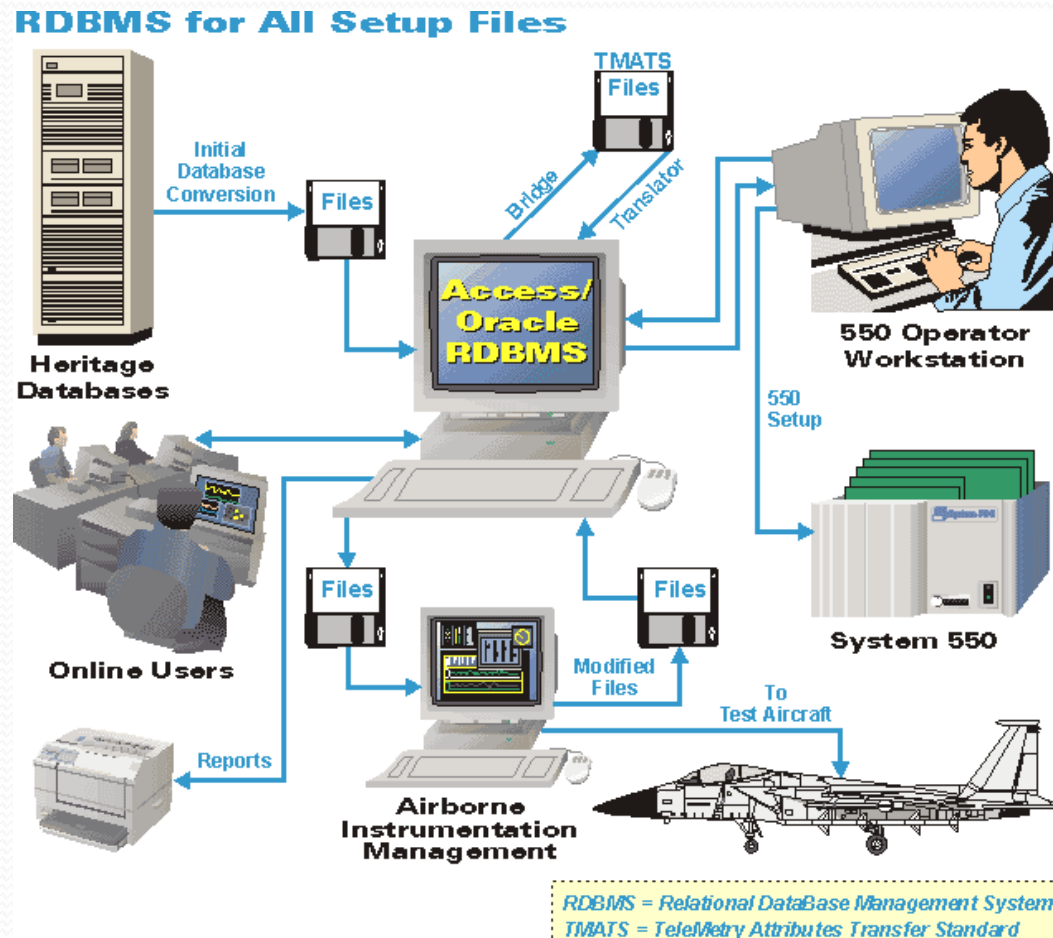 RDBMS for All Setup Files
TMATS
Files
Initial
Database
Conversion
Files
Bridge
Translator
Access/
Oracle
RDBMS
550 Operator
Workstation
Heritage
Databases
550
Setup
Files
Files
System 550
System 550
Online Users
Modified
Files
To
Test Aircraft
Reports
Airborne
Instrumentation
Management
RDBMS = Relational DataBase Management System
TMATS = TeleMetry Attributes Transfer Standard